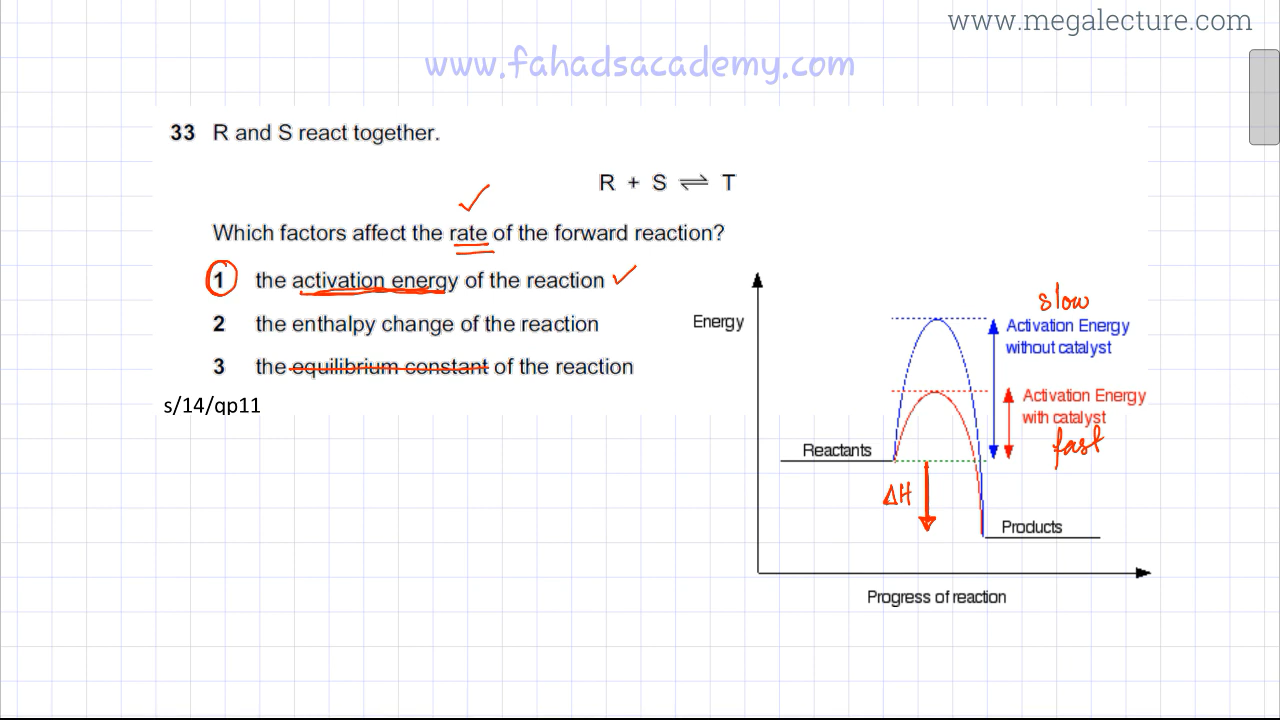 www.megalecture.com
www.fahadsacademy.com
33 R and S react together.
R + S ⇌ T
Which factors affect the rate of the forward reaction?
1 the activation energy of the reaction
2 the enthalpy change of the reaction
3 the equilibrium constant of the reaction
s/14/qp11
Energy
slow
Activation Energy
without catalyst
Activation Energy
with catalyst
fast
Reactants
ΔH
Products
Progress of reaction